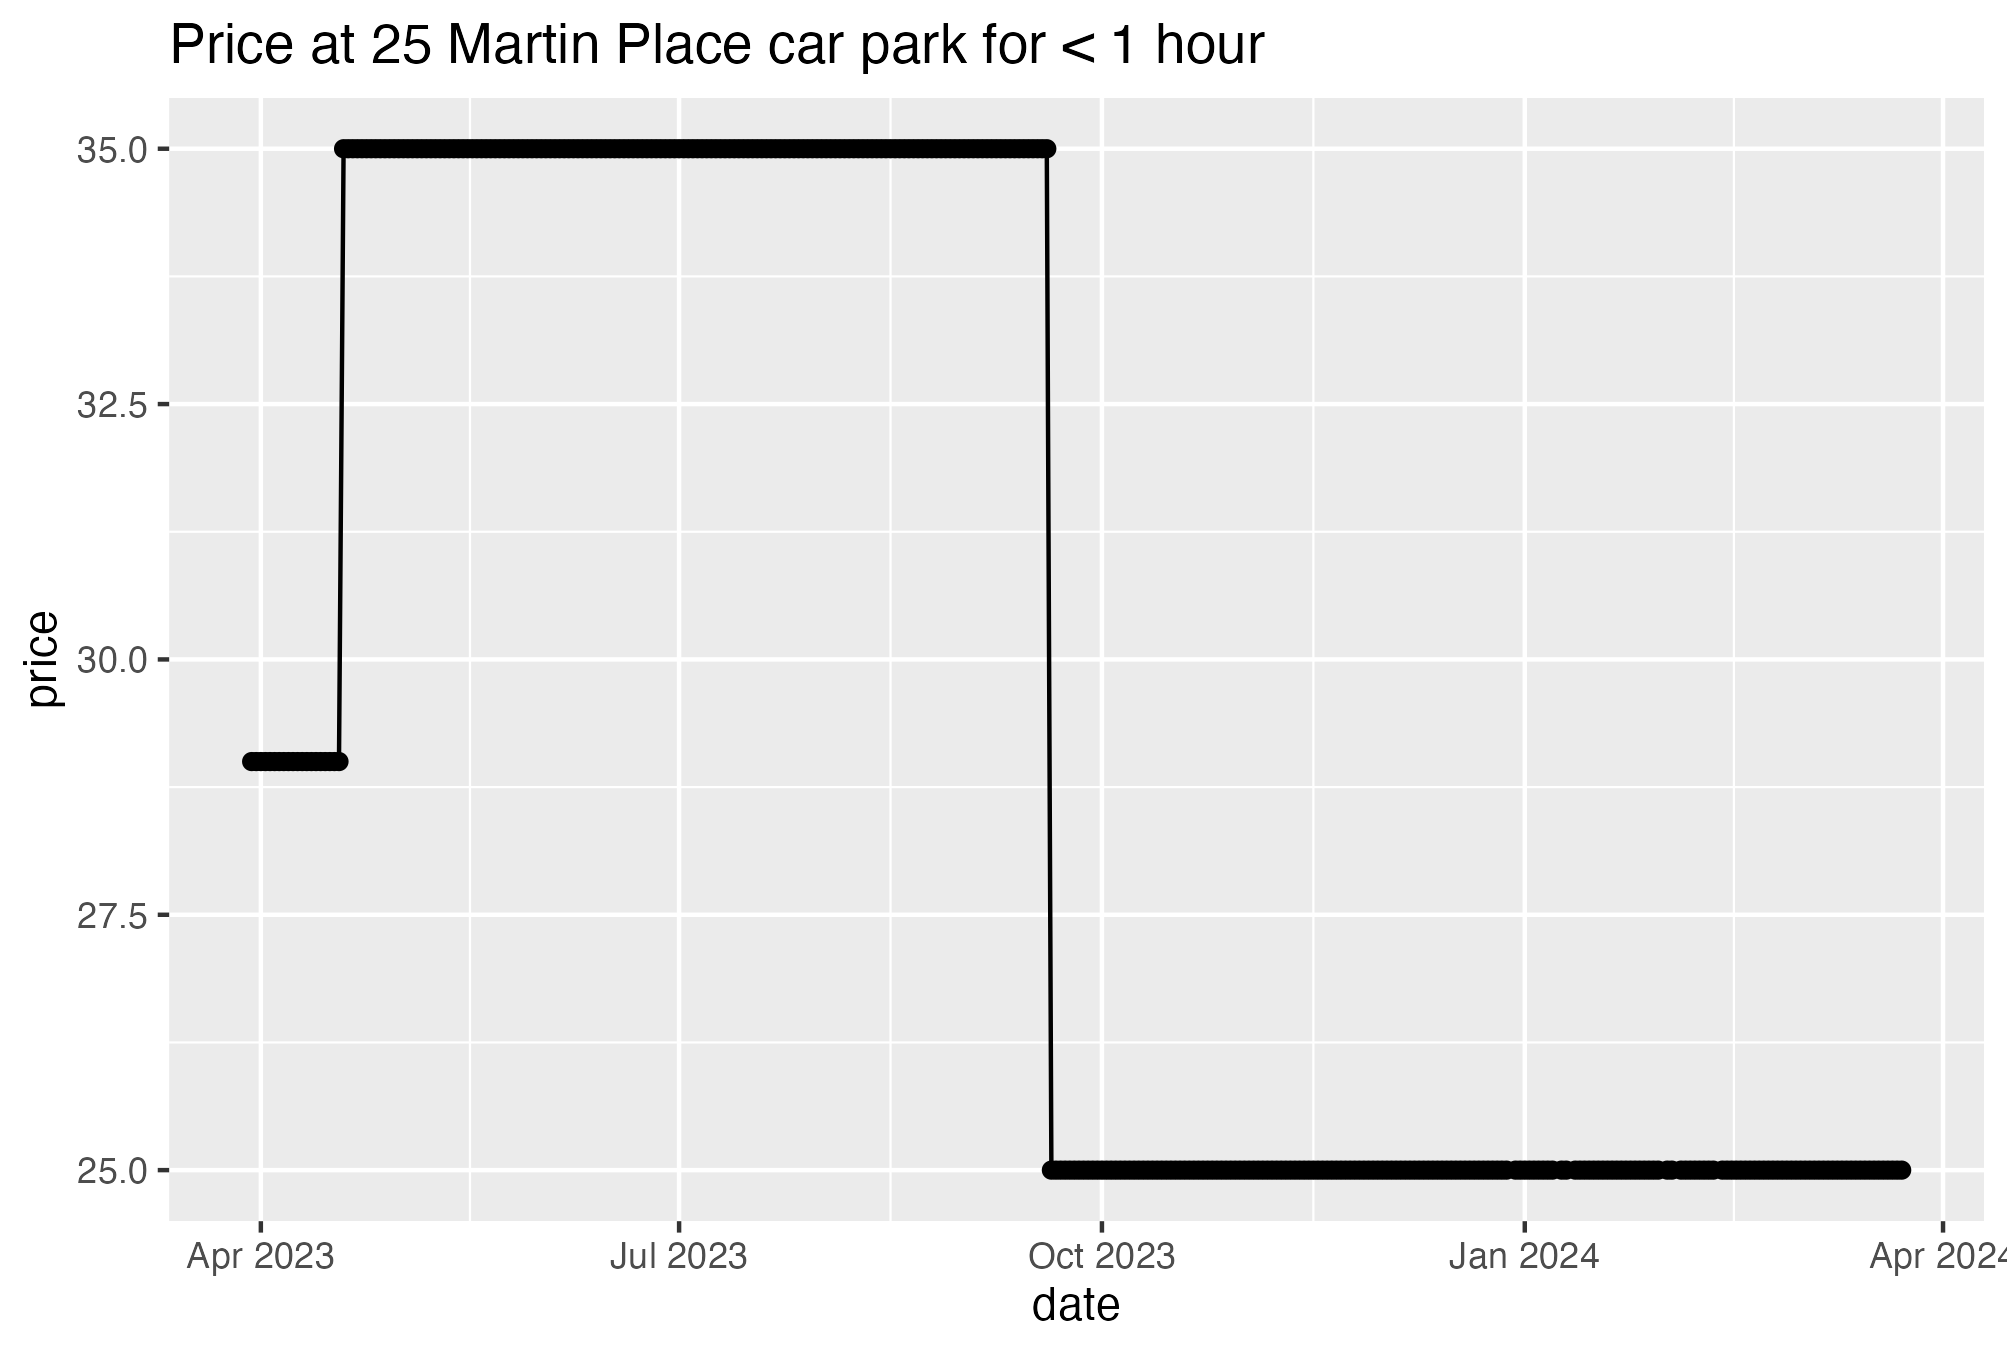 Price at 25 Martin Place car park for < 1 hour
35.0
32.5
30.0
27.5
25.0
price
Apr 2023
Jul 2023
Oct 2023
Jan 2024
Apr 2024
date